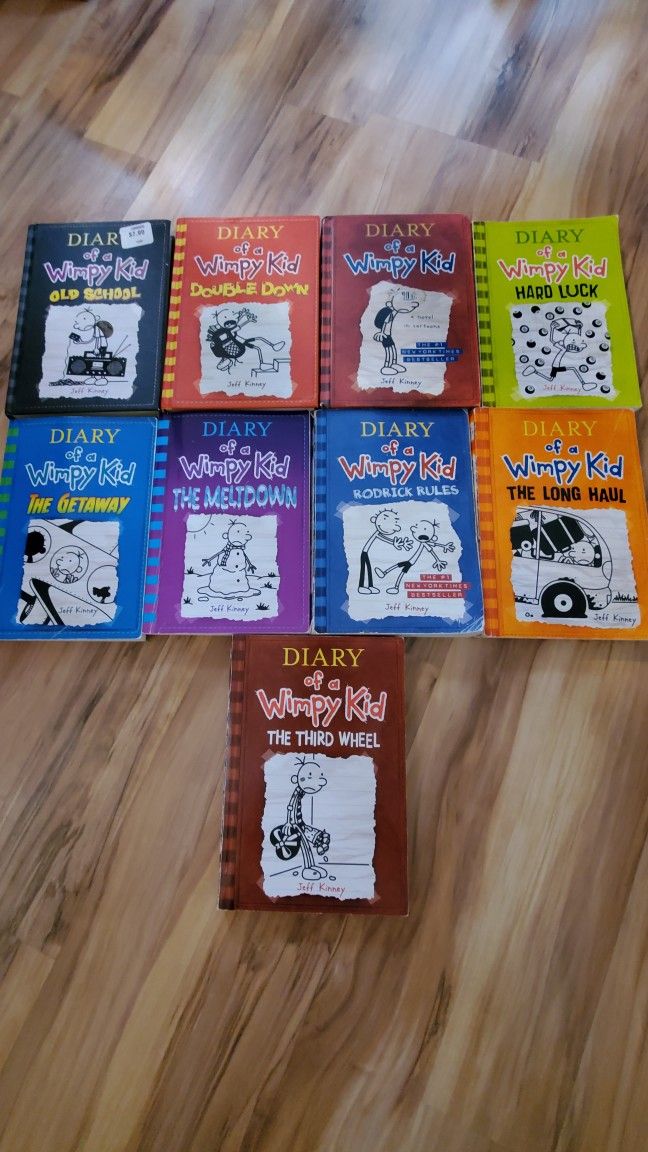 DIARY
of a
Wimpy Kid
OLD SCHOOL
Jeff Kinney
$7.00
DIARY
of a
Wimpy Kid
DOUBLE DOWN
Jeff Kinney
DIARY
of a
Wimpy Kid
a novel
in cartoons
THE #1
NEW YORK TIMES
BESTSELLER
Jeff Kinney
DIARY
of a
Wimpy Kid
HARD LUCK
Jeff Kinney
DIARY
of a
Wimpy Kid
THE GETAWAY
Jeff Kinney
DIARY
of a
Wimpy Kid
THE MELTDOWN
Jeff Kinney
DIARY
of a
Wimpy Kid
RODRICK RULES
THE #1
NEW YORK TIMES
BESTSELLER
Jeff Kinney
DIARY
of a
Wimpy Kid
THE LONG HAUL
Jeff Kinney
DIARY
of a
Wimpy Kid
THE THIRD WHEEL
Jeff Kinney